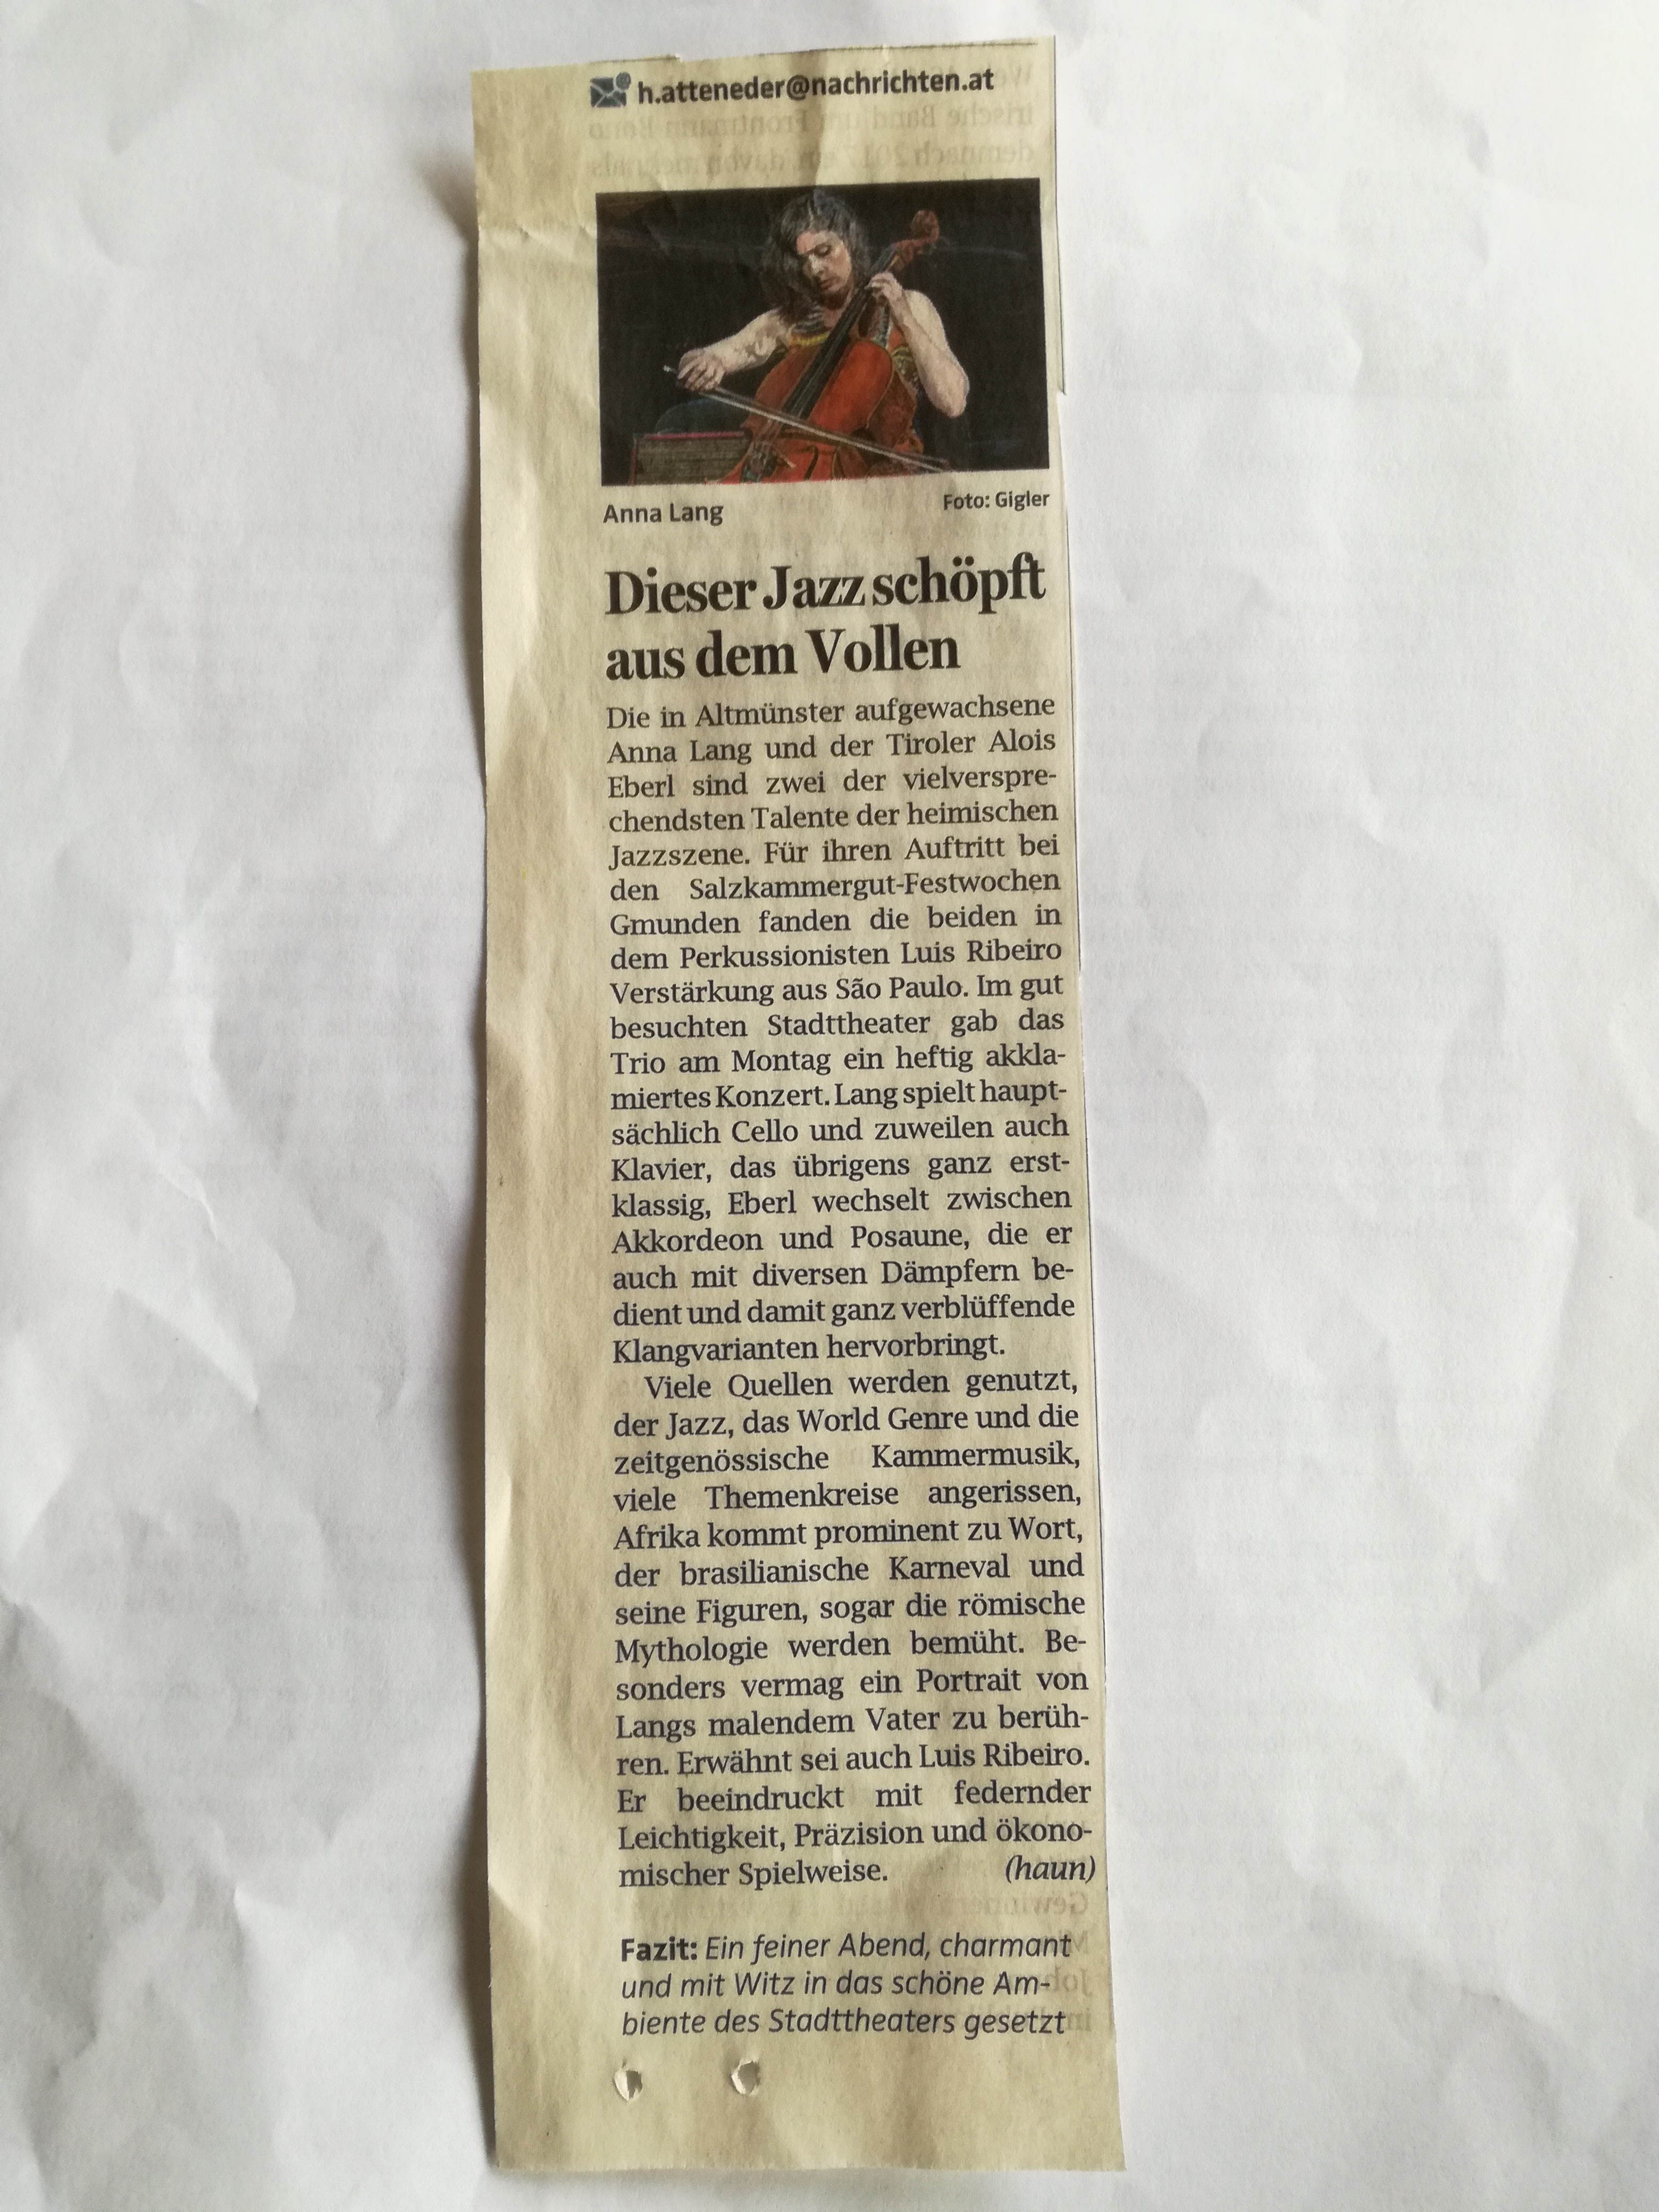 h.atteneder@nachrichten.at
Anna Lang
Foto: Gigler
Dieser Jazz schöpft
aus dem Vollen
Die in Altmünster aufgewachsene
Anna Lang und der Tiroler Alois
Eberl sind zwei der vielverspre-
chendsten Talente der heimischen
Jazzszene. Für ihren Auftritt bei
den Salzkammergut-Festwochen
Gmunden fanden die beiden in
dem Perkussionisten Luis Ribeiro
Verstärkung aus São Paulo. Im gut
besuchten Stadttheater gab das
Trio am Montag ein heftig akkla-
miertes Konzert. Lang spielt haupt-
sächlich Cello und zuweilen auch
Klavier, das übrigens ganz erst-
klassig, Eberl wechselt zwischen
Akkordeon und Posaune, die er
auch mit diversen Dämpfern be-
dient und damit ganz verblüffende
Klangvarianten hervorbringt.
Viele Quellen werden genutzt,
der Jazz, das World Genre und die
zeitgenössische Kammermusik,
viele Themenkreise angerissen,
Afrika kommt prominent zu Wort,
der brasilianische Karneval und
seine Figuren, sogar die römische
Mythologie werden bemüht. Be-
sonders vermag ein Portrait von
Langs malendem Vater zu berüh-
ren. Erwähnt sei auch Luis Ribeiro.
Er beeindruckt mit federnder
Leichtigkeit, Präzision und ökono-
mischer Spielweise. (haun)
Fazit: Ein feiner Abend, charmant
und mit Witz in das schöne Am-
biente des Stadttheaters gesetzt